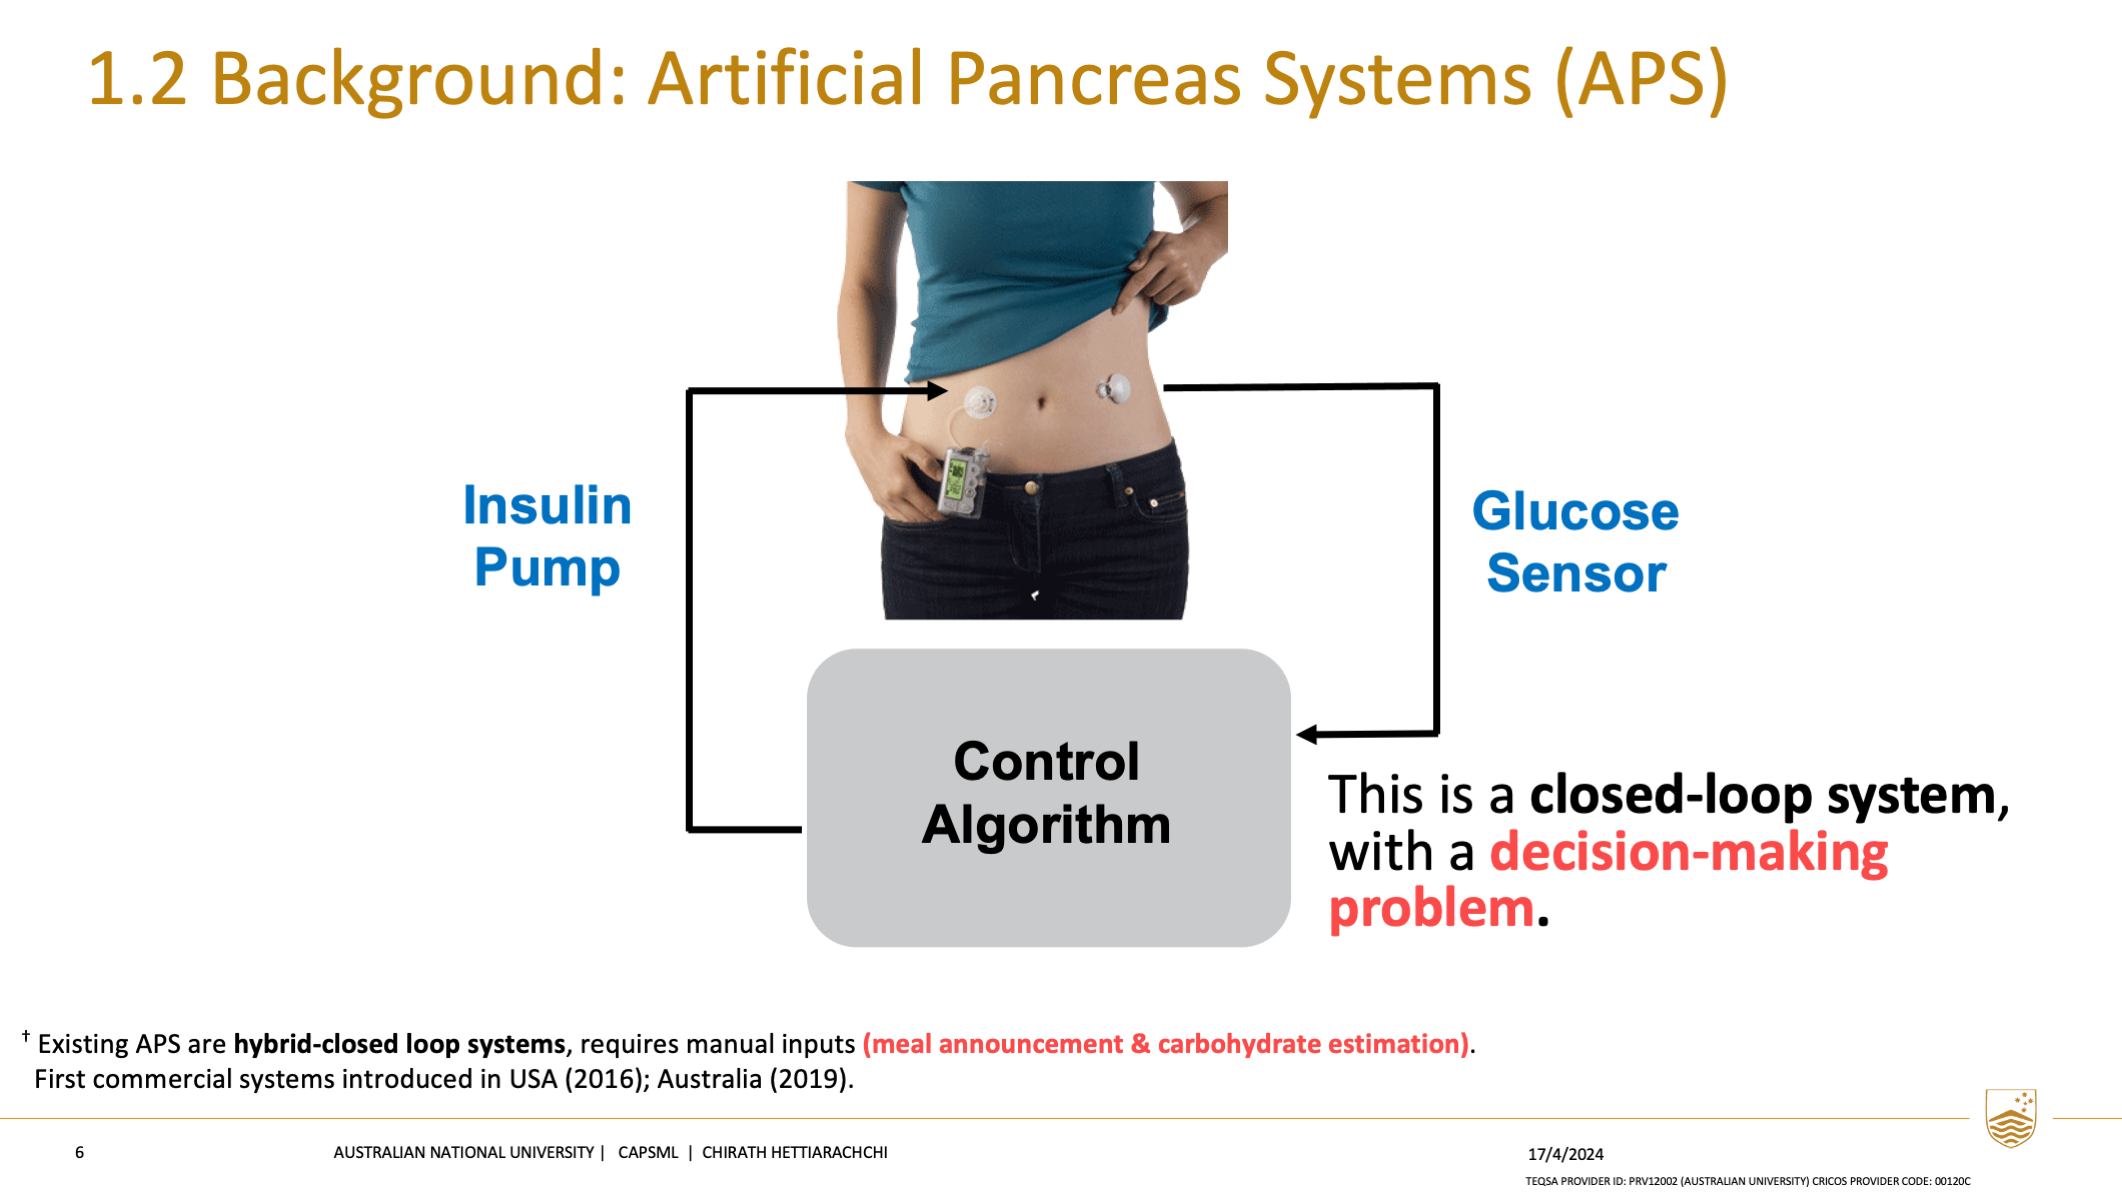 1.2 Background: Artificial Pancreas Systems (APS)
Insulin
Pump
Glucose
Sensor
Control
Algorithm
This is a closed-loop system,
with a decision-making
problem.
† Existing APS are hybrid-closed loop systems, requires manual inputs (meal announcement & carbohydrate estimation).
First commercial systems introduced in USA (2016); Australia (2019).
6
AUSTRALIAN NATIONAL UNIVERSITY | CAPSML | CHIRATH HETTIARACHCHI
17/4/2024
TEQSA PROVIDER ID: PRV12002 (AUSTRALIAN UNIVERSITY) CRICOS PROVIDER CODE: 00120C